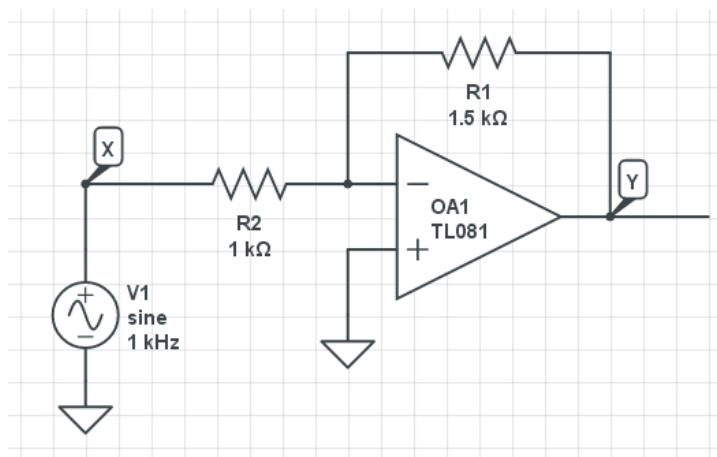 R1
1.5 kΩ
X
Y
R2
1 kΩ
OA1
TL081
V1
sine
1 kHz